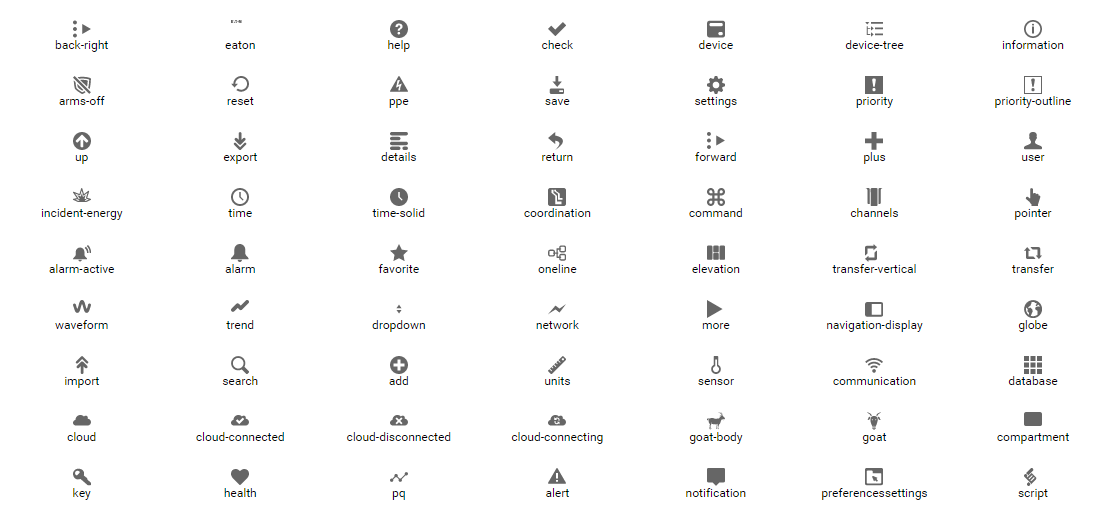 back-right eaton help check device device-tree information
arms-off reset ppe save settings priority priority-outline
up export details return forward plus user
incident-energy time time-solid coordination command channels pointer
alarm-active alarm favorite oneline elevation transfer-vertical transfer
waveform trend dropdown network more navigation-display globe
import search add units sensor communication database
cloud cloud-connected cloud-disconnected cloud-connecting goat-body goat compartment
key health pq alert notification preferencessettings script